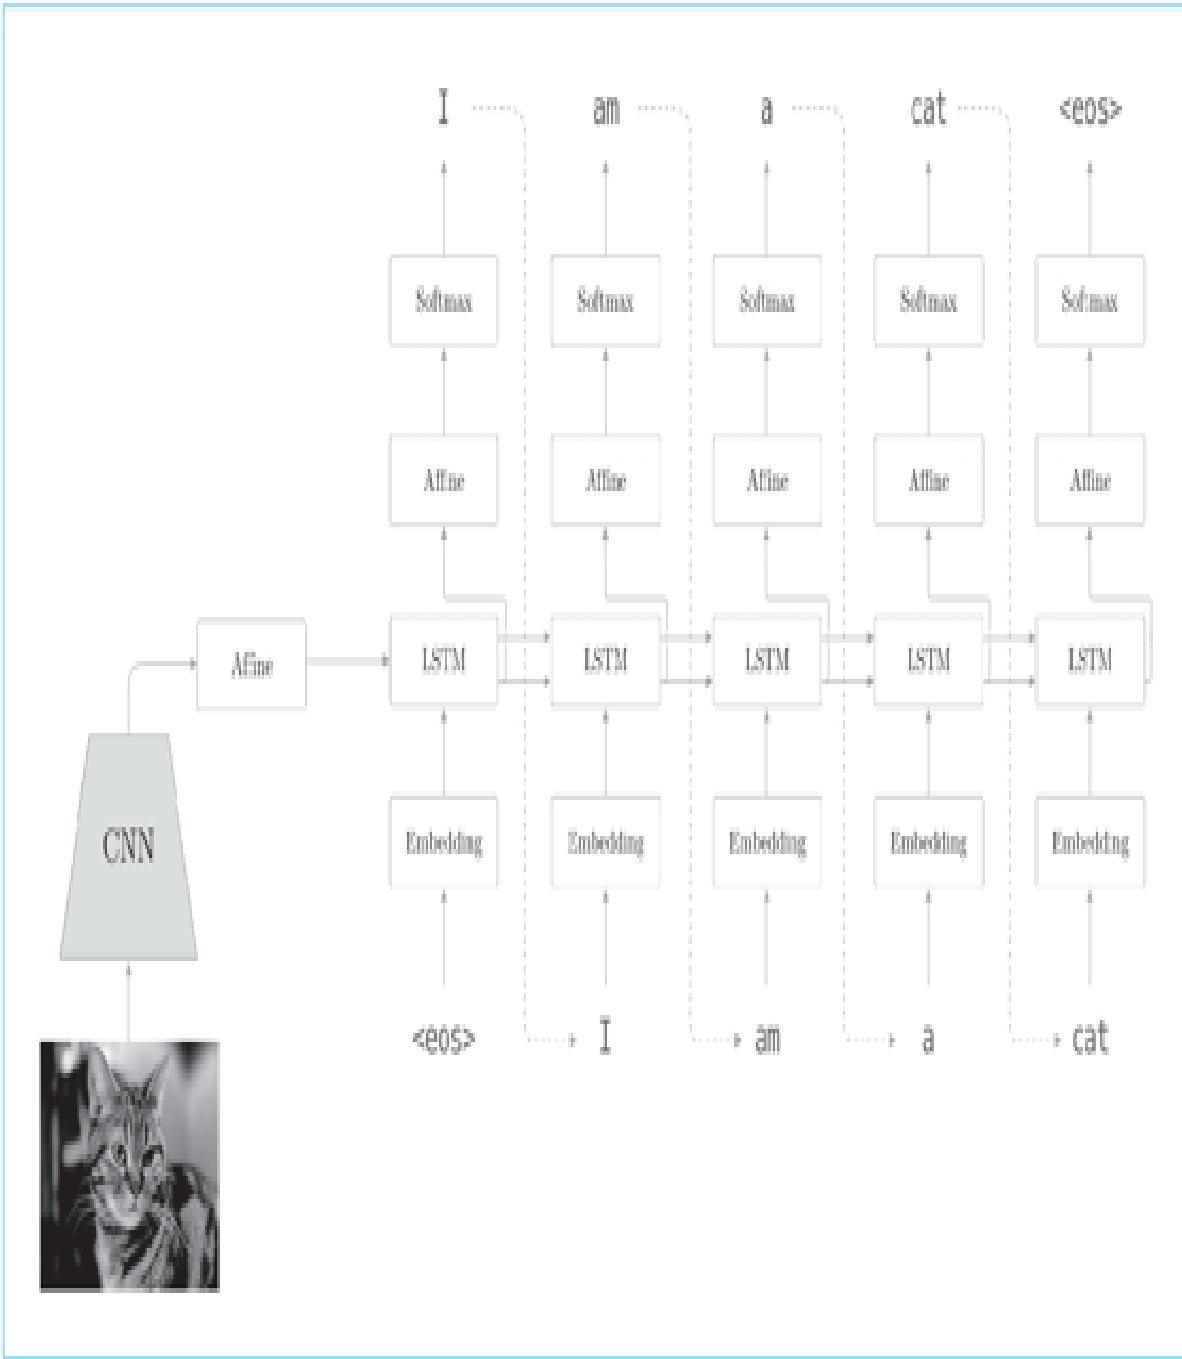 I am a cat <eos>
Softmax Softmax Softmax Softmax Softmax
Affine Affine Affine Affine Affine
Affine LSTM LSTM LSTM LSTM LSTM
CNN Embedding Embedding Embedding Embedding Embedding
<eos> I am a cat